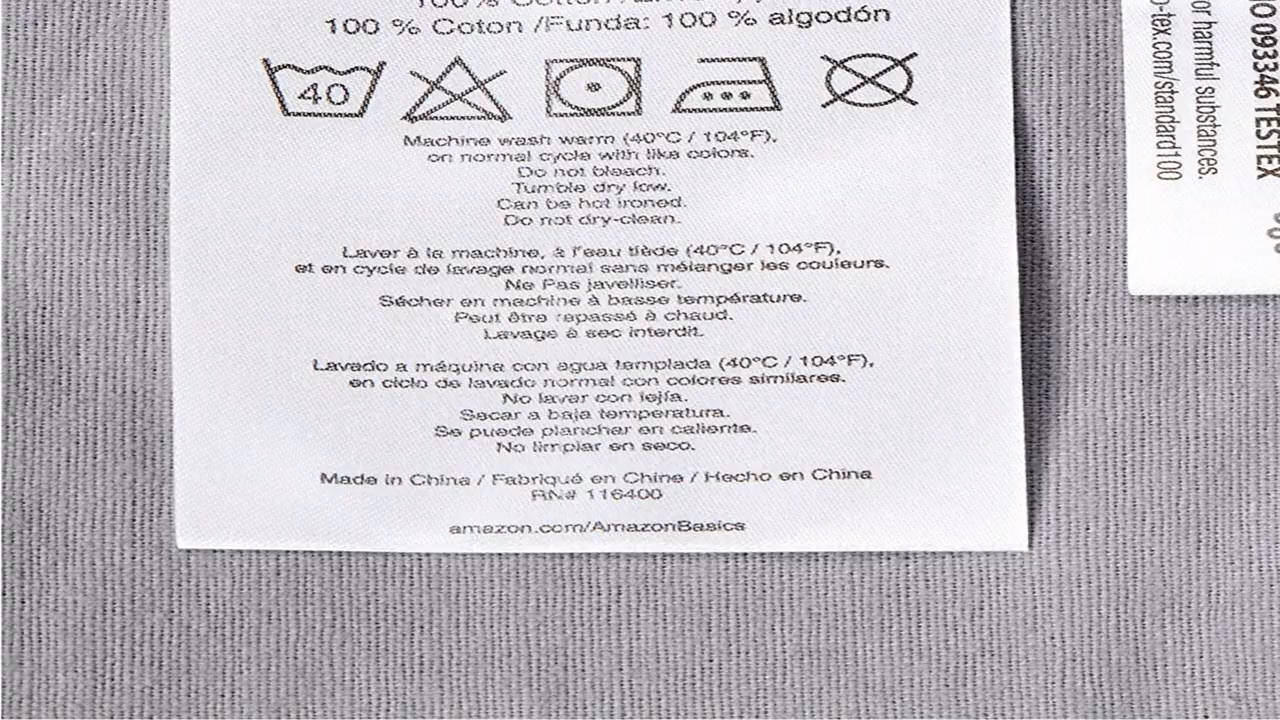 100 % Coton /Funda: 100 % algodón
40
Machine wash warm (40°C / 104°F),
on normal cycle with like colors.
Do not bleach.
Tumble dry low.
Can be hot ironed.
Do not dry-clean.
Laver à la machine, à l'eau tiède (40°C / 104°F),
et en cycle de lavage normal sans mélanger les couleurs.
Ne Pas javelliser.
Sécher en machine à basse température.
Peut être repassé à chaud.
Lavage à sec interdit.
Lavado a máquina con agua templada (40°C / 104°F),
en ciclo de lavado normal con colores similares.
No lavar con lejía.
Secar a baja temperatura.
Se puede planchar en caliente.
No limpiar en seco.
Made in China / Fabriqué en Chine / Hecho en China
RN# 116400
amazon.com/AmazonBasics
093346 TESTEX
or harmful substances.
o-tex.com/standard100